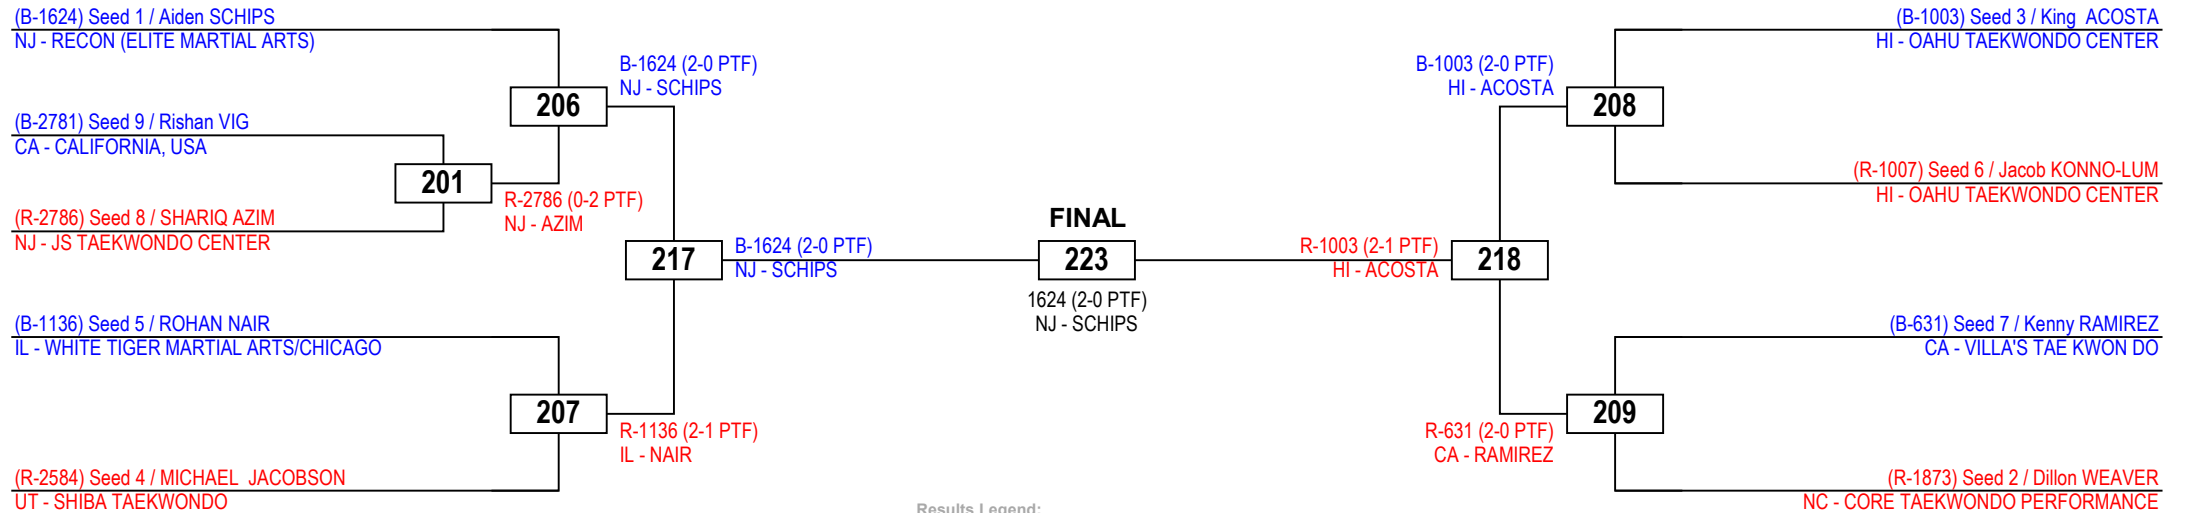 (B-1624) Seed 1 / Aiden SCHIPS
NJ - RECON (ELITE MARTIAL ARTS)
(B-2781) Seed 9 / Rishan VIG
CA - CALIFORNIA, USA
(R-2786) Seed 8 / SHARIQ AZIM
NJ - JS TAEKWONDO CENTER
(B-1136) Seed 5 / ROHAN NAIR
IL - WHITE TIGER MARTIAL ARTS/CHICAGO
(R-2584) Seed 4 / MICHAEL JACOBSON
UT - SHIBA TAEKWONDO
201
R-2786 (0-2 PTF)
NJ - AZIM
206
B-1624 (2-0 PTF)
NJ - SCHIPS
207
R-1136 (2-1 PTF)
IL - NAIR
217
B-1624 (2-0 PTF)
NJ - SCHIPS
FINAL
223
1624 (2-0 PTF)
NJ - SCHIPS
R-1003 (2-1 PTF)
HI - ACOSTA
218
B-1003 (2-0 PTF)
HI - ACOSTA
208
R-631 (2-0 PTF)
CA - RAMIREZ
209
(B-1003) Seed 3 / King ACOSTA
HI - OAHU TAEKWONDO CENTER
(R-1007) Seed 6 / Jacob KONNO-LUM
HI - OAHU TAEKWONDO CENTER
(B-631) Seed 7 / Kenny RAMIREZ
CA - VILLA'S TAE KWON DO
(R-1873) Seed 2 / Dillon WEAVER
NC - CORE TAEKWONDO PERFORMANCE
Results Legend: